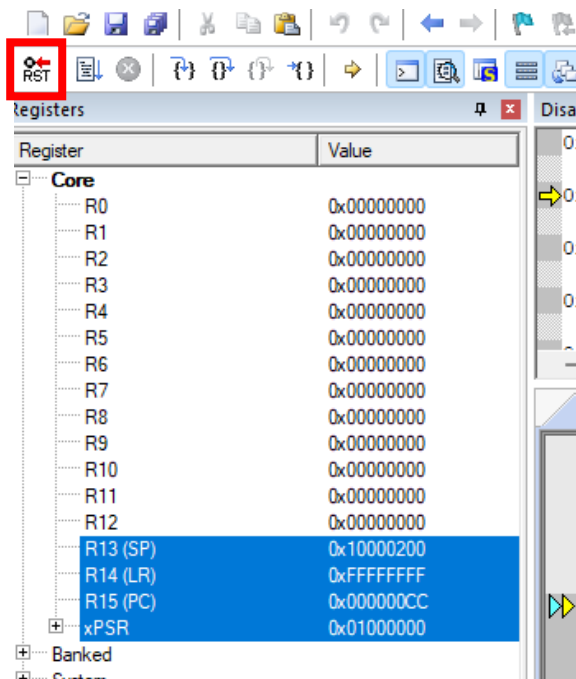 RST
Registers
Disa
Register Value
Core
R0 0x00000000
R1 0x00000000
R2 0x00000000
R3 0x00000000
R4 0x00000000
R5 0x00000000
R6 0x00000000
R7 0x00000000
R8 0x00000000
R9 0x00000000
R10 0x00000000
R11 0x00000000
R12 0x00000000
R13 (SP) 0x10000200
R14 (LR) 0xFFFFFFFF
R15 (PC) 0x000000CC
xPSR 0x01000000
Banked